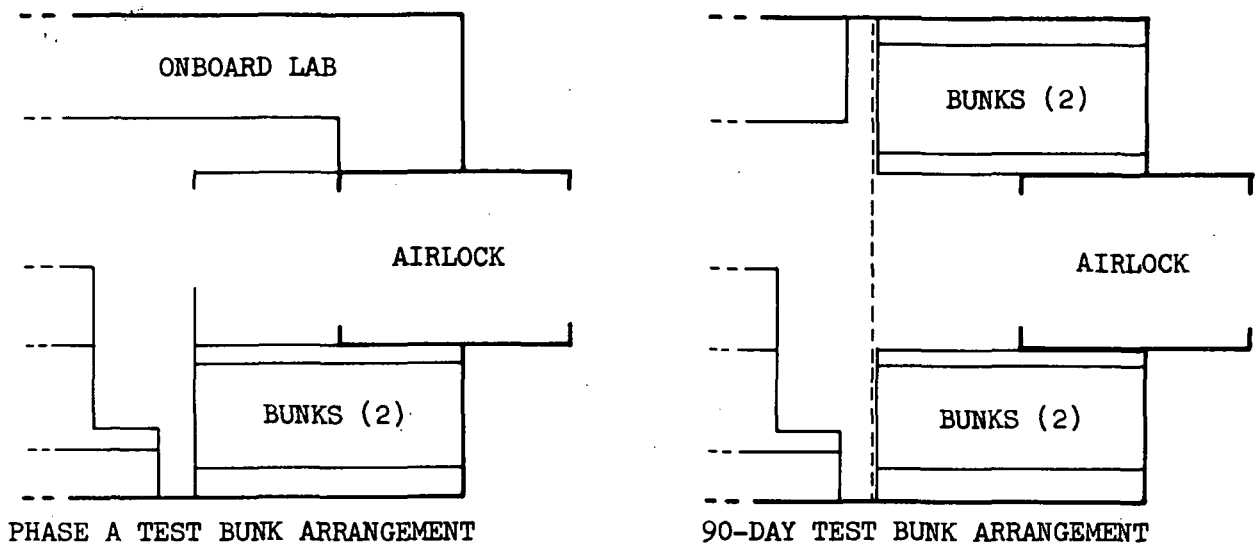 ONBOARD LAB
AIRLOCK
BUNKS (2)
PHASE A TEST BUNK ARRANGEMENT
BUNKS (2)
AIRLOCK
BUNKS (2)
90-DAY TEST BUNK ARRANGEMENT